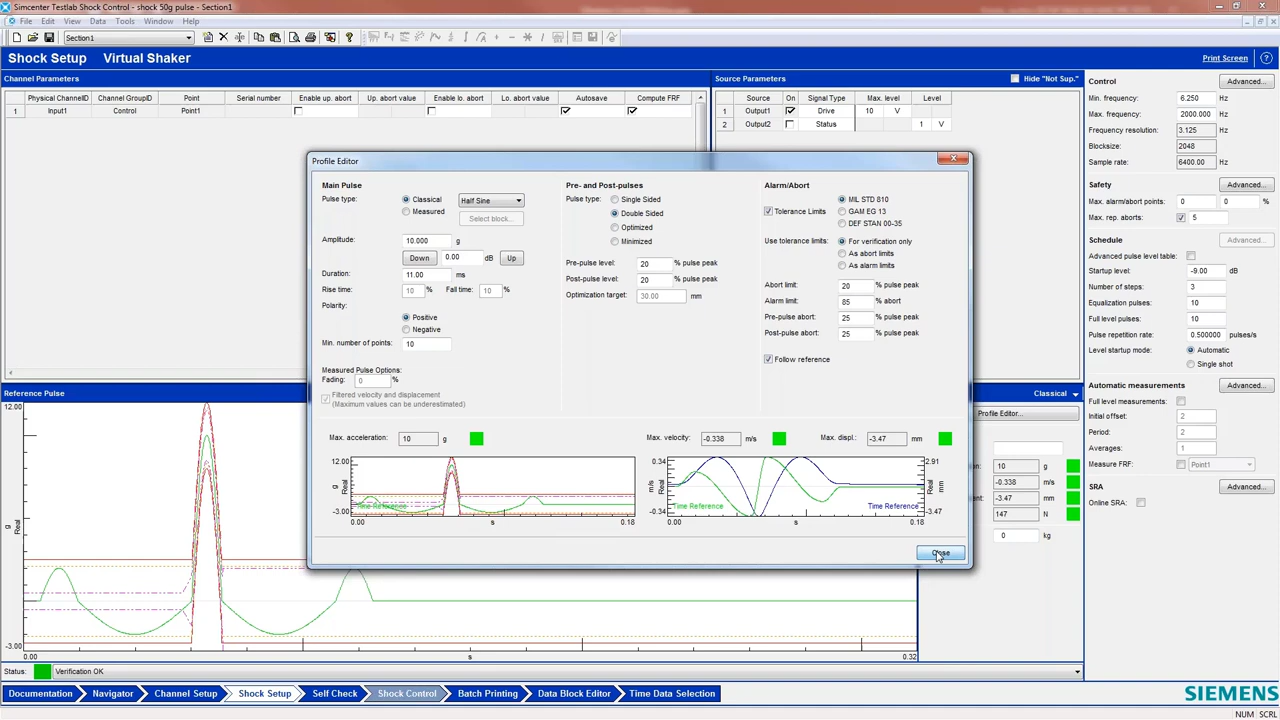 Simcenter Testlab Shock Control - shock 50g pulse - Section1
File Edit View Data Tools Window Help
Section1
Shock Setup Virtual Shaker Print Screen
Channel Parameters
Physical ChannelID Channel GroupID Point Serial number Enable up. abort Up. abort value Enable lo. abort Lo. abort value Autosave Compute FRF
1 Input1 Control Point1
Source Parameters Hide "Not Sup."
Source On Signal Type Max. level Level
1 Output1 Drive 10 V
2 Output2 Status 1 V
Control Advanced...
Min. frequency: 6.250 Hz
Max. frequency: 2000.000 Hz
Frequency resolution: 3.125 Hz
Blocksize: 2048
Sample rate: 6400.00 Hz
Safety Advanced...
Max. alarm/abort points: 0 0 %
Max. rep. aborts: 5
Schedule Advanced...
Advanced pulse level table:
Startup level: -9.00 dB
Number of steps: 3
Equalization pulses: 10
Full level pulses: 10
Pulse repetition rate: 0.500000 pulses/s
Level startup mode: Automatic
Single shot
Automatic measurements Advanced...
Full level measurements:
Initial offset: 2
Period: 2
Averages: 1
Measure FRF: Point1
SRA Advanced...
Online SRA:
Profile Editor
Main Pulse
Pulse type: Classical Half Sine
Measured Select block...
Amplitude: 10.000 g
Down 0.00 dB Up
Duration: 11.00 ms
Rise time: 10 % Fall time: 10 %
Polarity:
Positive
Negative
Min. number of points: 10
Measured Pulse Options:
Fading: 0 %
Filtered velocity and displacement
(Maximum values can be underestimated)
Pre- and Post-pulses
Pulse type: Single Sided
Double Sided
Optimized
Minimized
Pre-pulse level: 20 % pulse peak
Post-pulse level: 20 % pulse peak
Optimization target: 30.00 mm
Alarm/Abort
MIL STD 810
Tolerance Limits GAM EG 13
DEF STAN 00-35
Use tolerance limits: For verification only
As abort limits
As alarm limits
Abort limit: 20 % pulse peak
Alarm limit: 85 % abort
Pre-pulse abort: 25 % pulse peak
Post-pulse abort: 25 % pulse peak
Follow reference
Max. acceleration: 10 g Max. velocity: -0.338 m/s Max. displ.: -3.47 mm
12.00 g Real -3.00 Time Reference 0.00 s 0.18
0.34 m/s Real -0.34 Time Reference Time Reference 2.91 Real mm -3.47 0.00 s 0.18
Close
Reference Pulse Classical
12.00
g
Real
-3.00
0.00 s 0.32
Profile Editor...
10 g
-0.338 m/s
-3.47 mm
147 N
0 kg
Status: Verification OK
Documentation Navigator Channel Setup Shock Setup Self Check Shock Control Batch Printing Data Block Editor Time Data Selection
SIEMENS
NUM SCRL